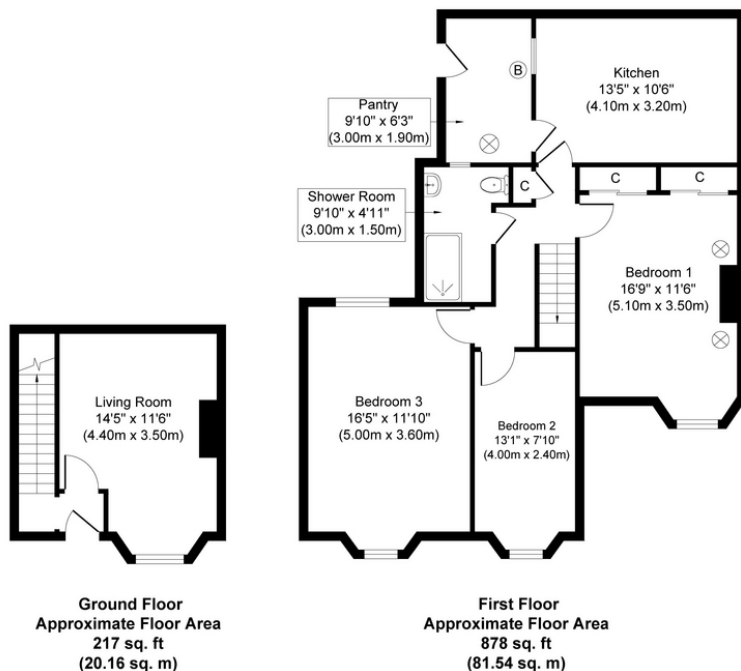 Pantry
9'10" x 6'3"
(3.00m x 1.90m)
B
Kitchen
13'5" x 10'6"
(4.10m x 3.20m)
Shower Room
9'10" x 4'11"
(3.00m x 1.50m)
C
C
C
Bedroom 1
16'9" x 11'6"
(5.10m x 3.50m)
Living Room
14'5" x 11'6"
(4.40m x 3.50m)
Bedroom 3
16'5" x 11'10"
(5.00m x 3.60m)
Bedroom 2
13'1" x 7'10"
(4.00m x 2.40m)
Ground Floor
Approximate Floor Area
217 sq. ft
(20.16 sq. m)
First Floor
Approximate Floor Area
878 sq. ft
(81.54 sq. m)